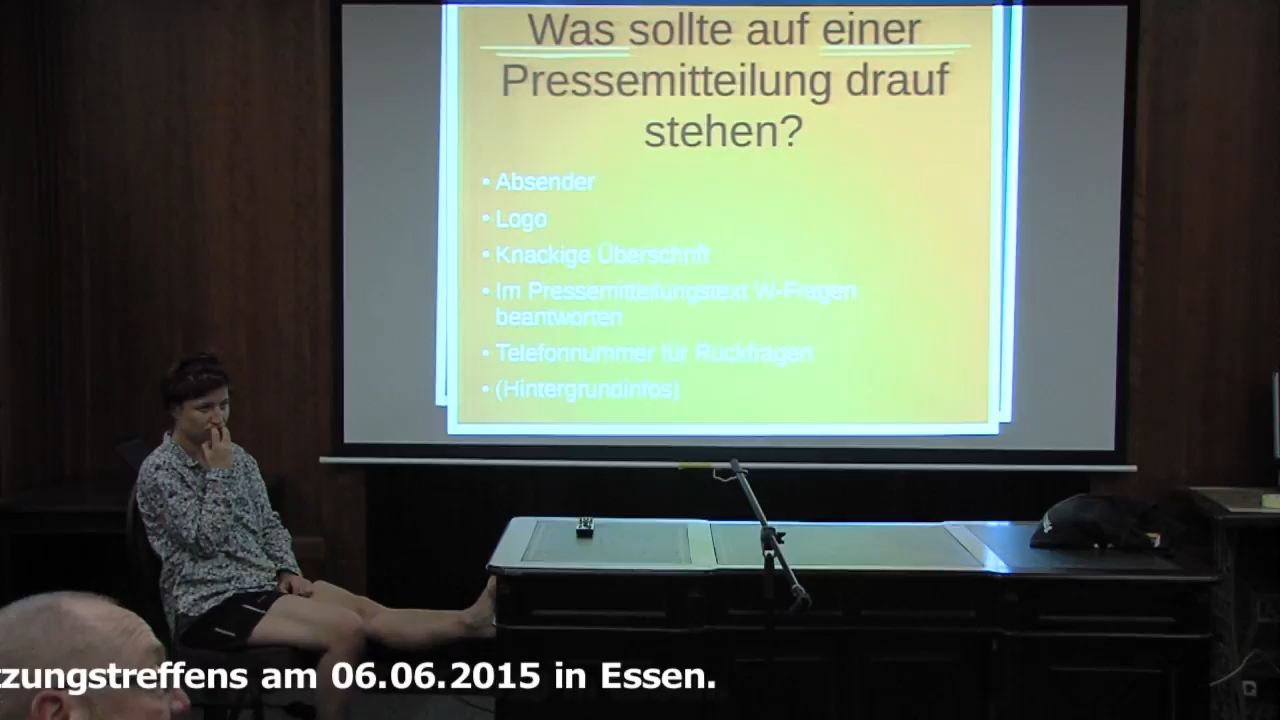 Was sollte auf einer
Pressemitteilung drauf
stehen?
• Absender
• Logo
• Knackige Überschrift
• Im Pressemitteilungstext W-Fragen
beantworten
• Telefonnummer für Rückfragen
• (Hintergrundinfos)
tzungstreffens am 06.06.2015 in Essen.